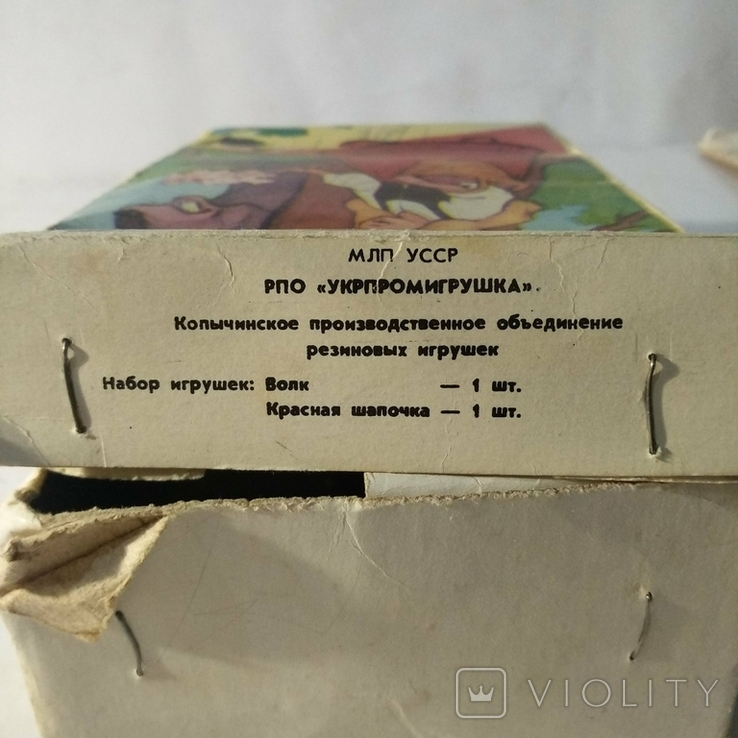 МЛП УССР
РПО «УКРПРОМИГРУШКА».
Копычинское производственное объединение
резиновых игрушек
Набор игрушек: Волк — 1 шт.
Красная шапочка — 1 шт.
VIOLITY